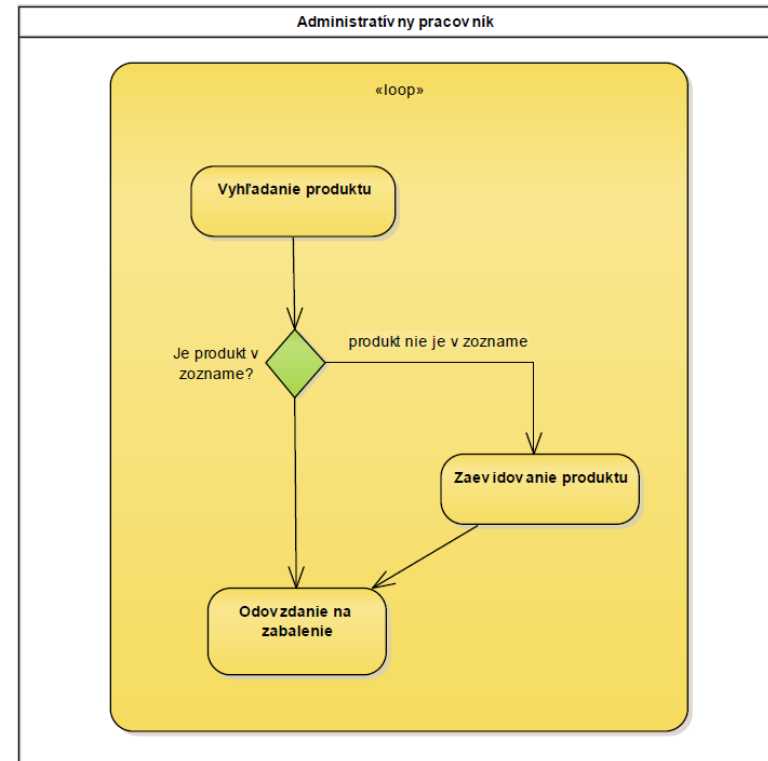 Administratívny pracovník
«loop»
Vyhľadanie produktu
produkt nie je v zozname
Je produkt v
zozname?
Zaevidovanie produktu
Odovzdanie na
zabalenie